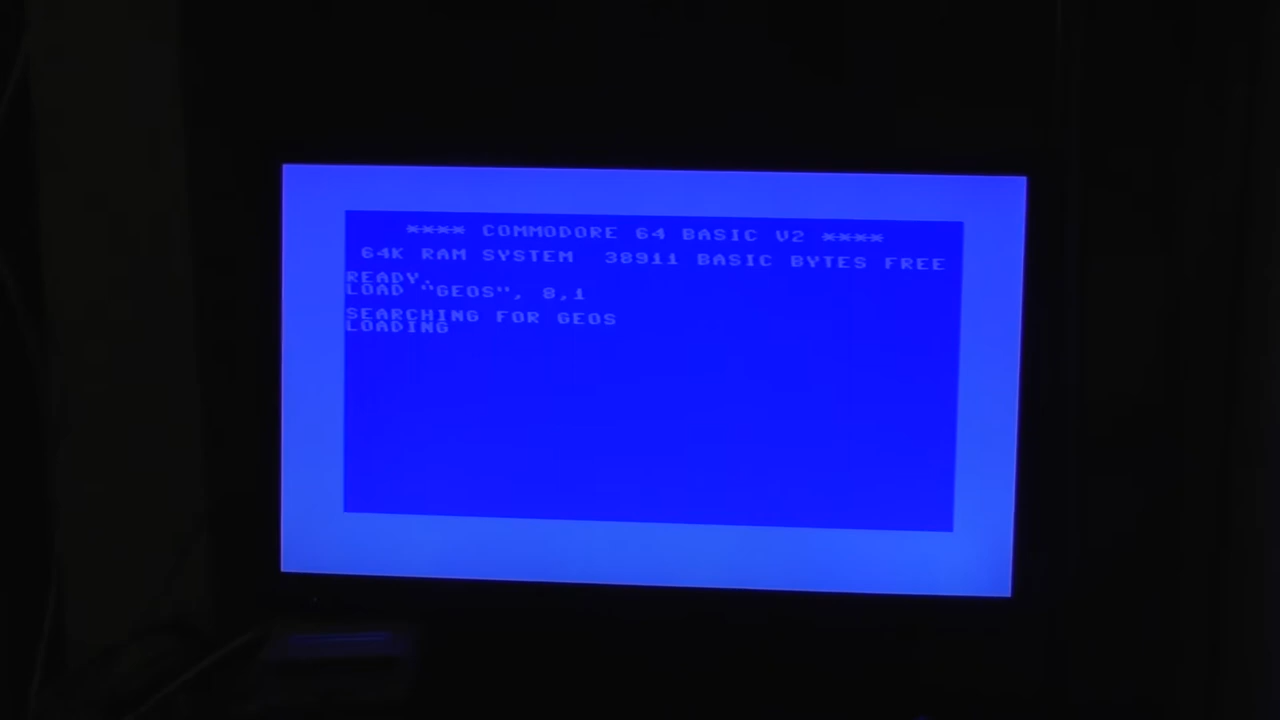 **** COMMODORE 64 BASIC V2 ****
64K RAM SYSTEM 38911 BASIC BYTES FREE
READY.
LOAD "GEOS", 8,1
SEARCHING FOR GEOS
LOADING